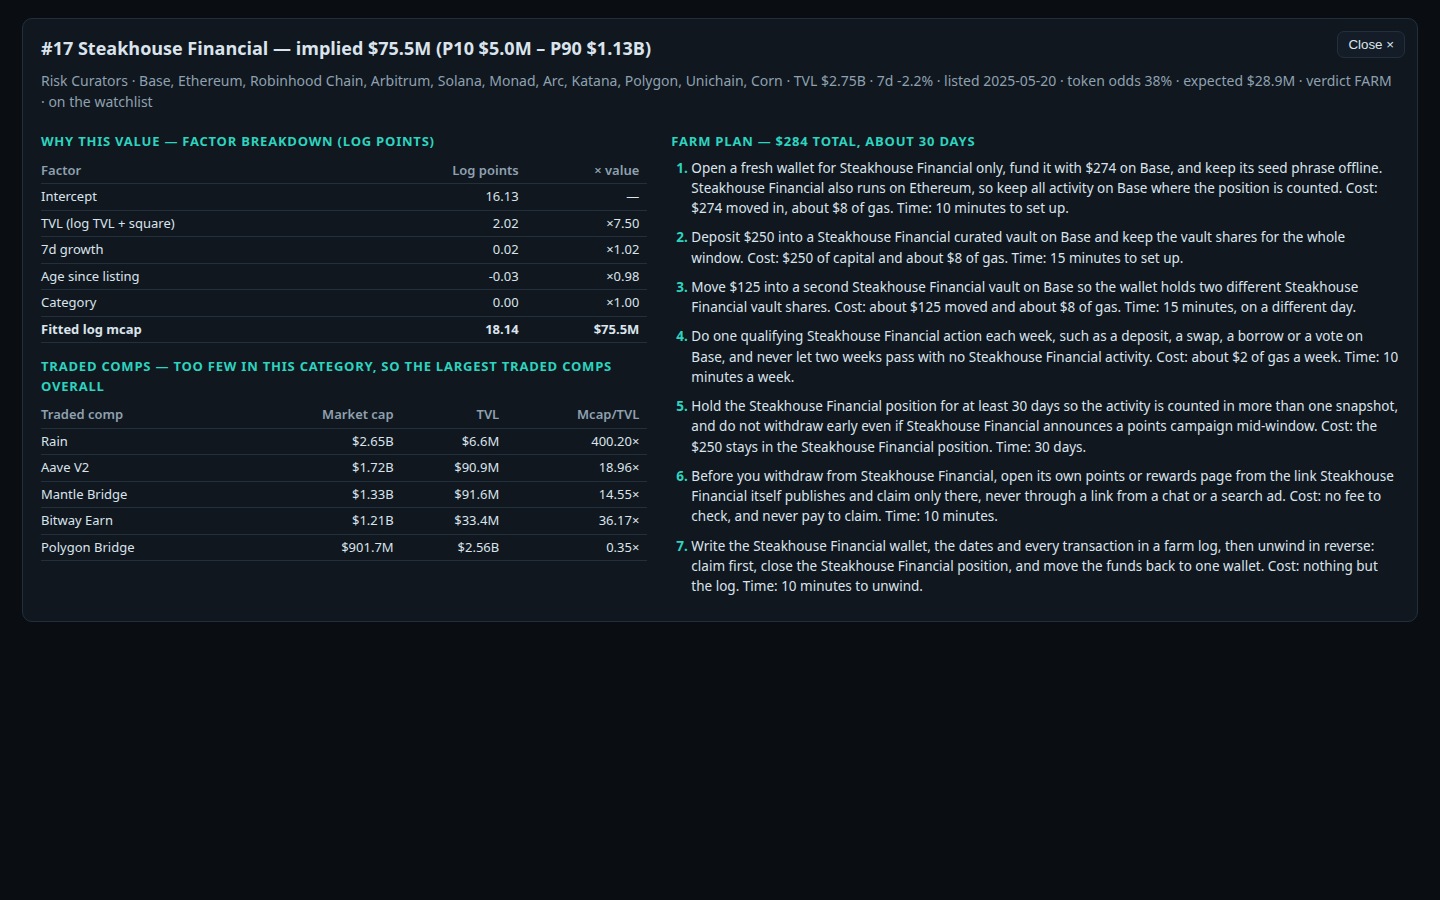 #17 Steakhouse Financial — implied $75.5M (P10 $5.0M – P90 $1.13B)
Close ×
Risk Curators · Base, Ethereum, Robinhood Chain, Arbitrum, Solana, Monad, Arc, Katana, Polygon, Unichain, Corn · TVL $2.75B · 7d -2.2% · listed 2025-05-20 · token odds 38% · expected $28.9M · verdict FARM
· on the watchlist
WHY THIS VALUE — FACTOR BREAKDOWN (LOG POINTS)
Factor Log points × value
Intercept 16.13 —
TVL (log TVL + square) 2.02 ×7.50
7d growth 0.02 ×1.02
Age since listing -0.03 ×0.98
Category 0.00 ×1.00
Fitted log mcap 18.14 $75.5M
TRADED COMPS — TOO FEW IN THIS CATEGORY, SO THE LARGEST TRADED COMPS
OVERALL
Traded comp Market cap TVL Mcap/TVL
Rain $2.65B $6.6M 400.20×
Aave V2 $1.72B $90.9M 18.96×
Mantle Bridge $1.33B $91.6M 14.55×
Bitway Earn $1.21B $33.4M 36.17×
Polygon Bridge $901.7M $2.56B 0.35×
FARM PLAN — $284 TOTAL, ABOUT 30 DAYS
1. Open a fresh wallet for Steakhouse Financial only, fund it with $274 on Base, and keep its seed phrase offline.
Steakhouse Financial also runs on Ethereum, so keep all activity on Base where the position is counted. Cost:
$274 moved in, about $8 of gas. Time: 10 minutes to set up.
2. Deposit $250 into a Steakhouse Financial curated vault on Base and keep the vault shares for the whole
window. Cost: $250 of capital and about $8 of gas. Time: 15 minutes to set up.
3. Move $125 into a second Steakhouse Financial vault on Base so the wallet holds two different Steakhouse
Financial vault shares. Cost: about $125 moved and about $8 of gas. Time: 15 minutes, on a different day.
4. Do one qualifying Steakhouse Financial action each week, such as a deposit, a swap, a borrow or a vote on
Base, and never let two weeks pass with no Steakhouse Financial activity. Cost: about $2 of gas a week. Time: 10
minutes a week.
5. Hold the Steakhouse Financial position for at least 30 days so the activity is counted in more than one snapshot,
and do not withdraw early even if Steakhouse Financial announces a points campaign mid-window. Cost: the
$250 stays in the Steakhouse Financial position. Time: 30 days.
6. Before you withdraw from Steakhouse Financial, open its own points or rewards page from the link Steakhouse
Financial itself publishes and claim only there, never through a link from a chat or a search ad. Cost: no fee to
check, and never pay to claim. Time: 10 minutes.
7. Write the Steakhouse Financial wallet, the dates and every transaction in a farm log, then unwind in reverse:
claim first, close the Steakhouse Financial position, and move the funds back to one wallet. Cost: nothing but
the log. Time: 10 minutes to unwind.